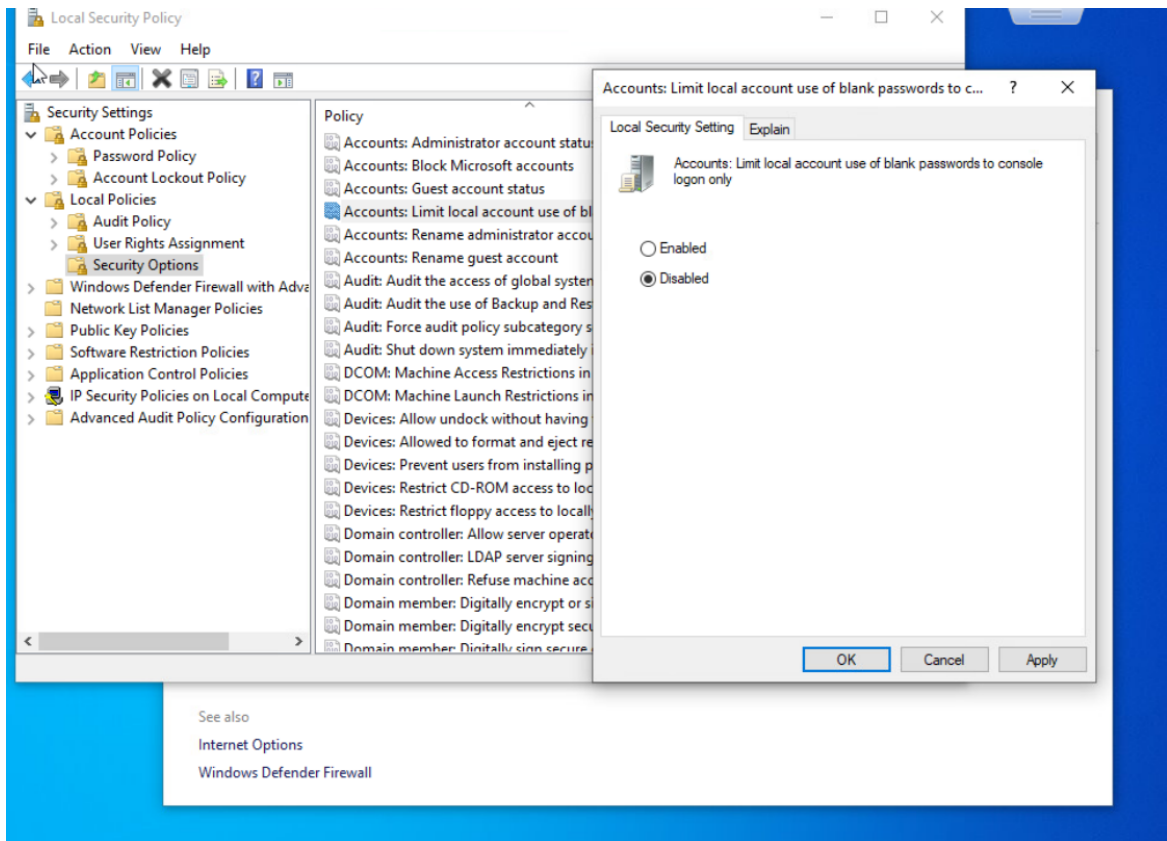 Local Security Policy
File Action View Help
Security Settings
Account Policies
Password Policy
Account Lockout Policy
Local Policies
Audit Policy
User Rights Assignment
Security Options
Windows Defender Firewall with Adva
Network List Manager Policies
Public Key Policies
Software Restriction Policies
Application Control Policies
IP Security Policies on Local Compute
Advanced Audit Policy Configuration
Policy
Accounts: Administrator account statu
Accounts: Block Microsoft accounts
Accounts: Guest account status
Accounts: Limit local account use of bl
Accounts: Rename administrator accou
Accounts: Rename guest account
Audit: Audit the access of global system
Audit: Audit the use of Backup and Res
Audit: Force audit policy subcategory s
Audit: Shut down system immediately i
DCOM: Machine Access Restrictions in
DCOM: Machine Launch Restrictions in
Devices: Allow undock without having
Devices: Allowed to format and eject re
Devices: Prevent users from installing p
Devices: Restrict CD-ROM access to loc
Devices: Restrict floppy access to locall
Domain controller: Allow server operat
Domain controller: LDAP server signing
Domain controller: Refuse machine acc
Domain member: Digitally encrypt or si
Domain member: Digitally encrypt secu
Domain member: Digitally sign secure
Accounts: Limit local account use of blank passwords to c... ?
Local Security Setting Explain
Accounts: Limit local account use of blank passwords to console
logon only
Enabled
Disabled
OK Cancel Apply
See also
Internet Options
Windows Defender Firewall